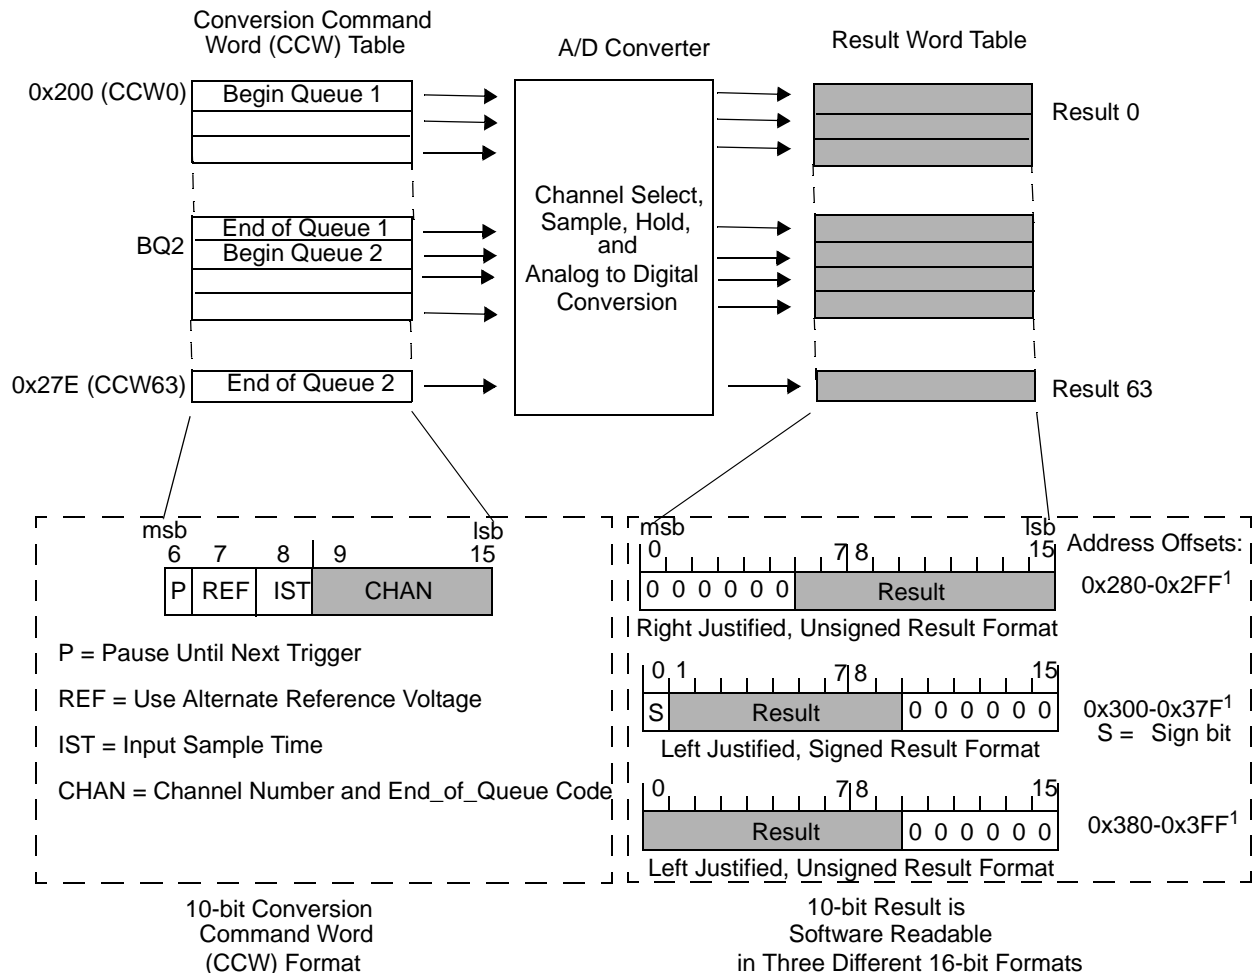 Conversion Command
Word (CCW) Table
A/D Converter
Result Word Table
0x200 (CCW0)
Begin Queue 1
Result 0
Channel Select,
Sample, Hold,
and
Analog to Digital
Conversion
End of Queue 1
BQ2
Begin Queue 2
0x27E (CCW63)
End of Queue 2
Result 63
msb
lsb
6 7 8 9 15
P REF IST CHAN
P = Pause Until Next Trigger
REF = Use Alternate Reference Voltage
IST = Input Sample Time
CHAN = Channel Number and End_of_Queue Code
10-bit Conversion
Command Word
(CCW) Format
msb
lsb
0 7 8 15
Address Offsets:
0 0 0 0 0 0 Result
0x280-0x2FF1
Right Justified, Unsigned Result Format
0 1 7 8 15
S Result 0 0 0 0 0 0
0x300-0x37F1
S = Sign bit
Left Justified, Signed Result Format
0 7 8 15
Result 0 0 0 0 0 0
0x380-0x3FF1
Left Justified, Unsigned Result Format
10-bit Result is
Software Readable
in Three Different 16-bit Formats